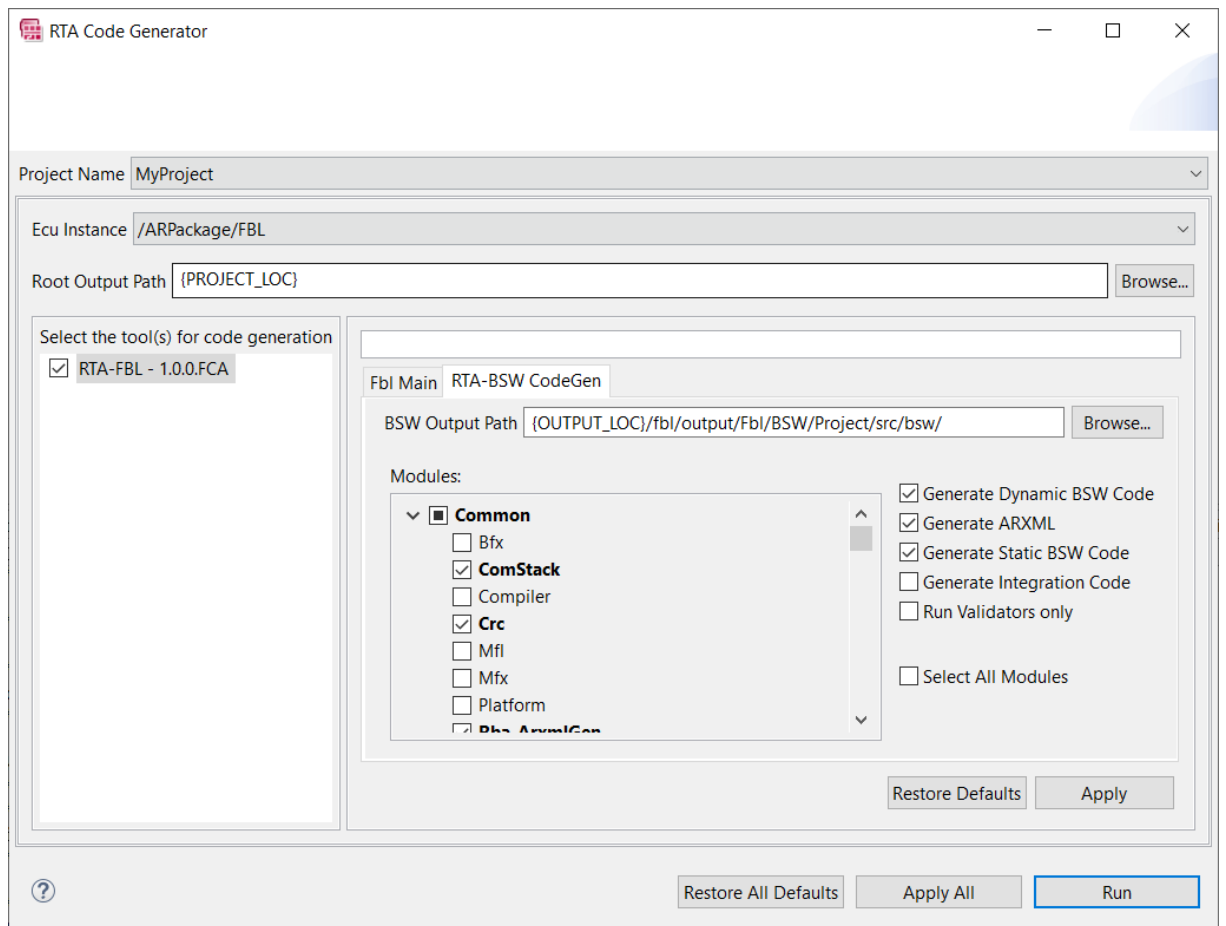 RTA Code Generator
Project Name MyProject
Ecu Instance /ARPackage/FBL
Root Output Path {PROJECT_LOC} Browse...
Select the tool(s) for code generation
RTA-FBL - 1.0.0.FCA
Fbl Main RTA-BSW CodeGen
BSW Output Path {OUTPUT_LOC}/fbl/output/Fbl/BSW/Project/src/bsw/ Browse...
Modules:
Common
Bfx
ComStack
Compiler
Crc
Mfl
Mfx
Platform
Rba_ArxmlGen
Generate Dynamic BSW Code
Generate ARXML
Generate Static BSW Code
Generate Integration Code
Run Validators only
Select All Modules
Restore Defaults Apply
? Restore All Defaults Apply All Run